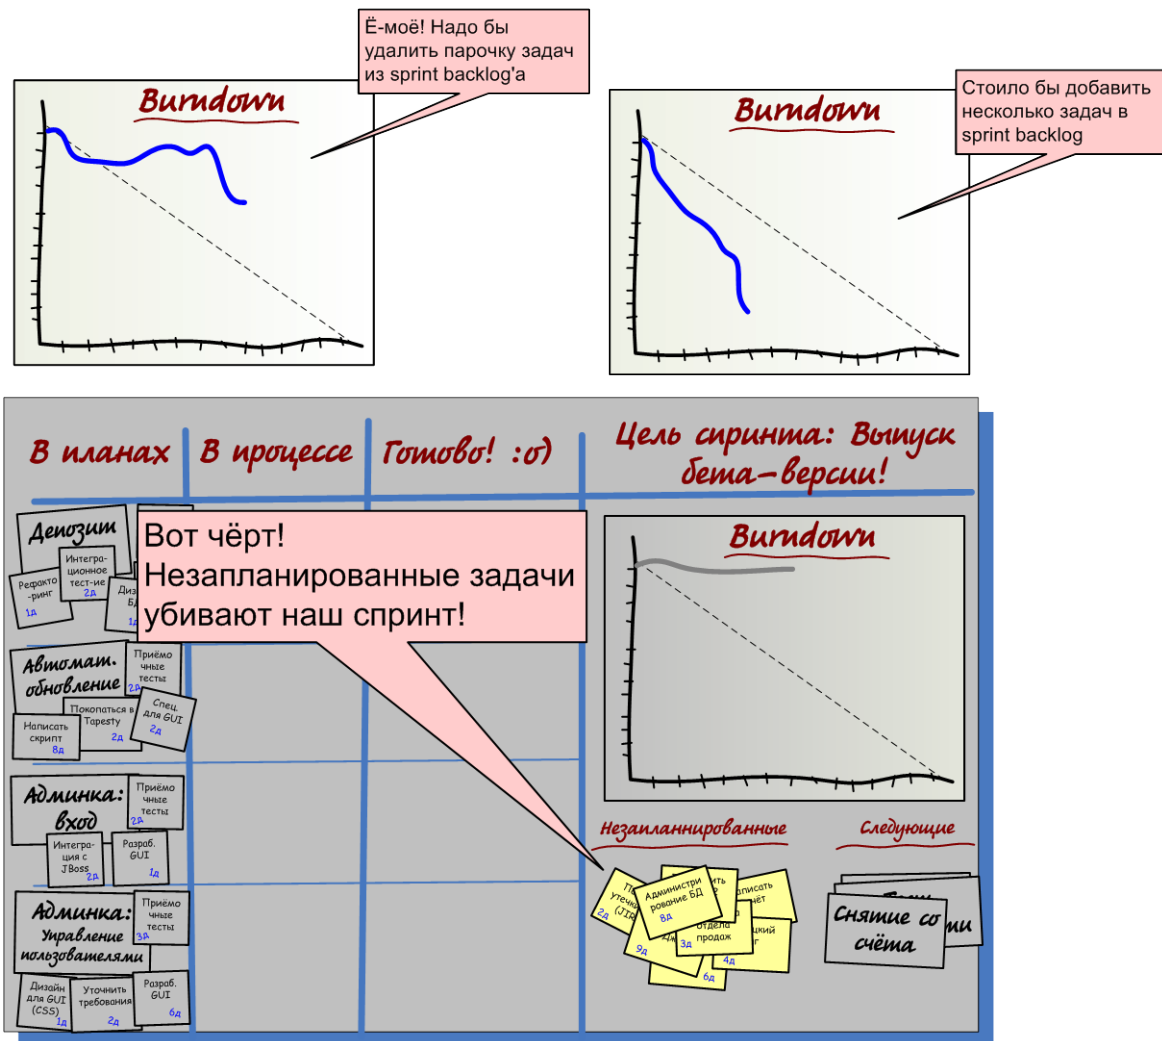 Ё-моё! Надо бы
удалить парочку задач
из sprint backlog'а
Burndown
Стоило бы добавить
несколько задач в
sprint backlog
Burndown
В планах
В процессе
Готово! :о)
Цель спринта: Выпуск
бета-версии!
Вот чёрт!
Незапланированные задачи
убивают наш спринт!
Депозит
Интегра-
ционное
тест-ие
2д
Рефакто
-ринг
1д
1д
Автомат.
обновление
Приёмо
чные
тесты
2д
Покопаться в
Tapesty
2д
Спец.
для GUI
2д
Написать
скрипт
8д
Админка:
вход
Приёмо
чные
тесты
2д
Интегра-
ция с
JBoss
2д
Разраб.
GUI
1д
Админка:
Управление
пользователями
Приёмо
чные
тесты
3д
Дизайн
для GUI
(CSS)
1д
Уточнить
требования
2д
Разраб.
GUI
6д
Burndown
Незапланнированные
Следующие
2д
Администри
рование БД
8д
отдела
продаж
3д
9д
4д
6д
Снятие со
счёта